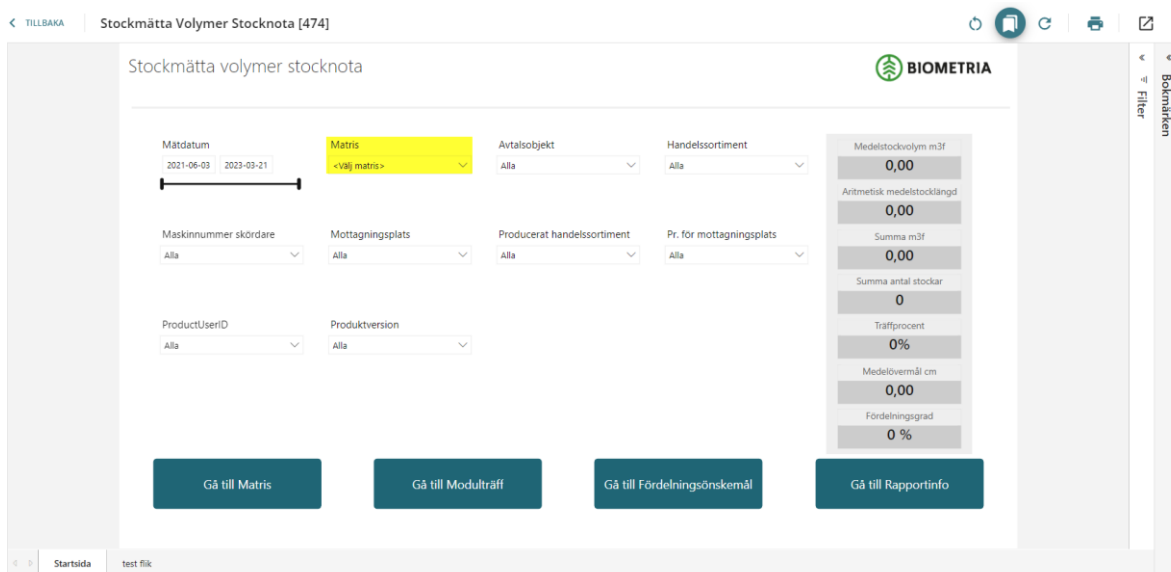 TILLBAKA
Stockmätta Volymer Stocknota [474]
Stockmätta volymer stocknota
BIOMETRIA
Filter
Bokmärken
Mätdatum
2021-06-03 2023-03-21
Matris
<Välj matris>
Avtalsobjekt
Alla
Handelssortiment
Alla
Maskinnummer skördare
Alla
Mottagningsplats
Alla
Producerat handelssortiment
Alla
Pr. för mottagningsplats
Alla
ProductUserID
Alla
Produktversion
Alla
Medelstockvolym m3f
0,00
Aritmetisk medelstocklängd
0,00
Summa m3f
0,00
Summa antal stockar
0
Träffprocent
0%
Medelövermål cm
0,00
Fördelningsgrad
0 %
Gå till Matris
Gå till Modulträff
Gå till Fördelningsönskemål
Gå till Rapportinfo
Startsida
test flik